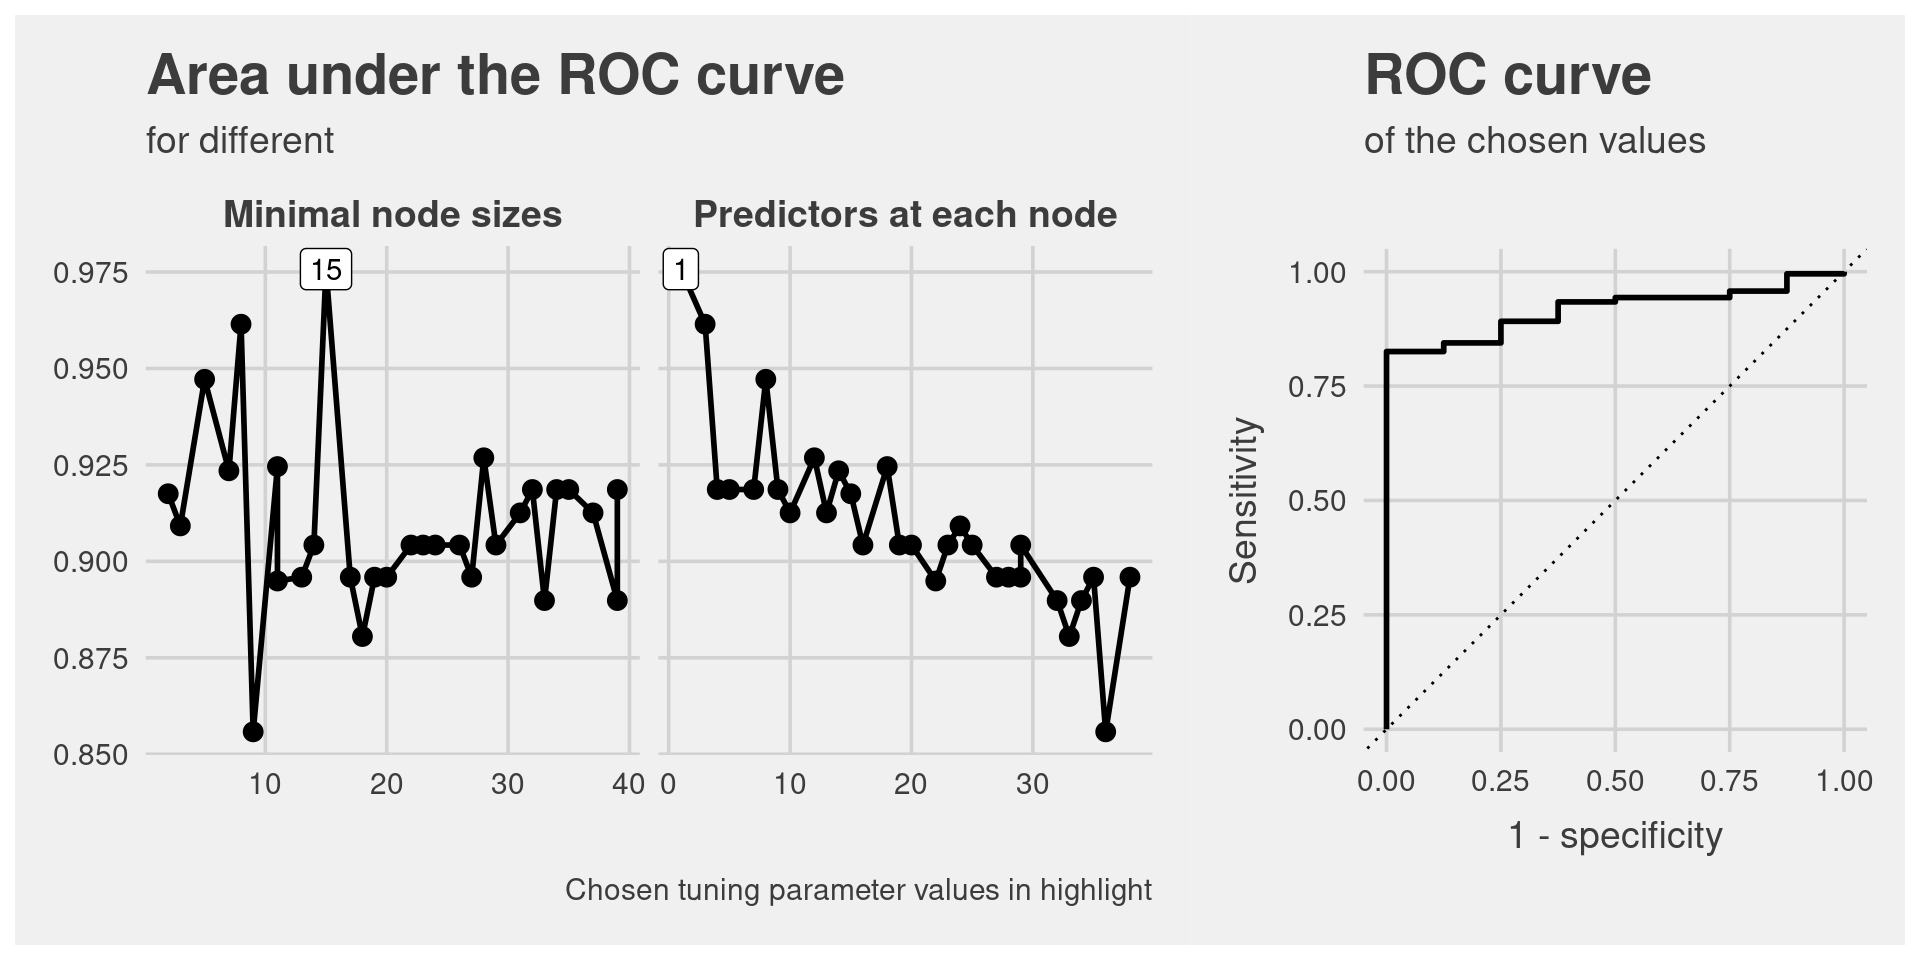 Area under the ROC curve
for different
Minimal node sizes
Predictors at each node
0.975
0.950
0.925
0.900
0.875
0.850
15
1
10 20 30 40
0 10 20 30
Chosen tuning parameter values in highlight
ROC curve
of the chosen values
Sensitivity
1.00
0.75
0.50
0.25
0.00
0.00 0.25 0.50 0.75 1.00
1 - specificity